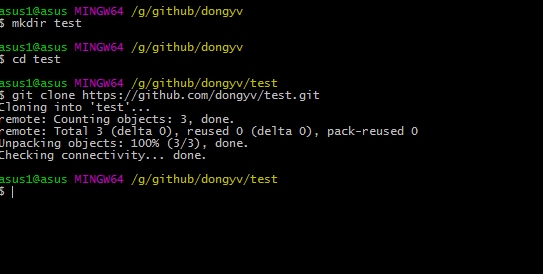 asus1@asus MINGW64 /g/github/dongyv
$ mkdir test
asus1@asus MINGW64 /g/github/dongyv
$ cd test
asus1@asus MINGW64 /g/github/dongyv/test
$ git clone https://github.com/dongyv/test.git
Cloning into 'test'...
remote: Counting objects: 3, done.
remote: Total 3 (delta 0), reused 0 (delta 0), pack-reused 0
Unpacking objects: 100% (3/3), done.
Checking connectivity... done.
asus1@asus MINGW64 /g/github/dongyv/test
$